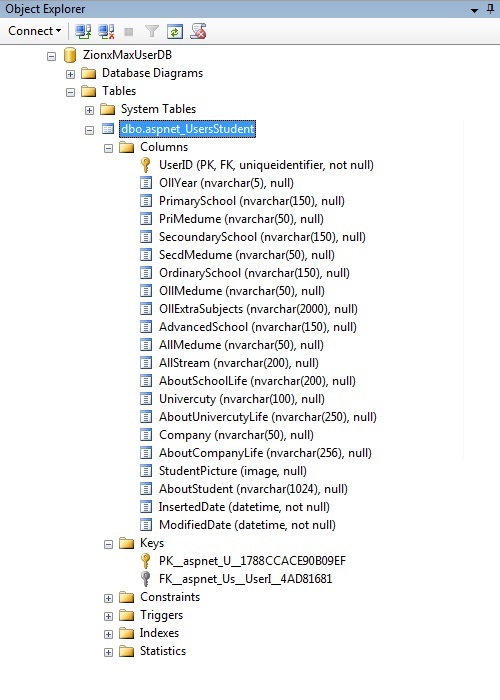 Object Explorer
Connect
ZionxMaxUserDB
Database Diagrams
Tables
System Tables
dbo.aspnet_UsersStudent
Columns
UserID (PK, FK, uniqueidentifier, not null)
OllYear (nvarchar(5), null)
PrimarySchool (nvarchar(150), null)
PriMedume (nvarchar(50), null)
SecoundarySchool (nvarchar(150), null)
SecdMedume (nvarchar(50), null)
OrdinarySchool (nvarchar(150), null)
OllMedume (nvarchar(50), null)
OllExtraSubjects (nvarchar(2000), null)
AdvancedSchool (nvarchar(150), null)
AllMedume (nvarchar(50), null)
AllStream (nvarchar(200), null)
AboutSchoolLife (nvarchar(200), null)
Univercuty (nvarchar(100), null)
AboutUnivercutyLife (nvarchar(250), null)
Company (nvarchar(50), null)
AboutCompanyLife (nvarchar(256), null)
StudentPicture (image, null)
AboutStudent (nvarchar(1024), null)
InsertedDate (datetime, not null)
ModifiedDate (datetime, not null)
Keys
PK__aspnet_U__1788CCACE90B09EF
FK__aspnet_Us__UserI__4AD81681
Constraints
Triggers
Indexes
Statistics